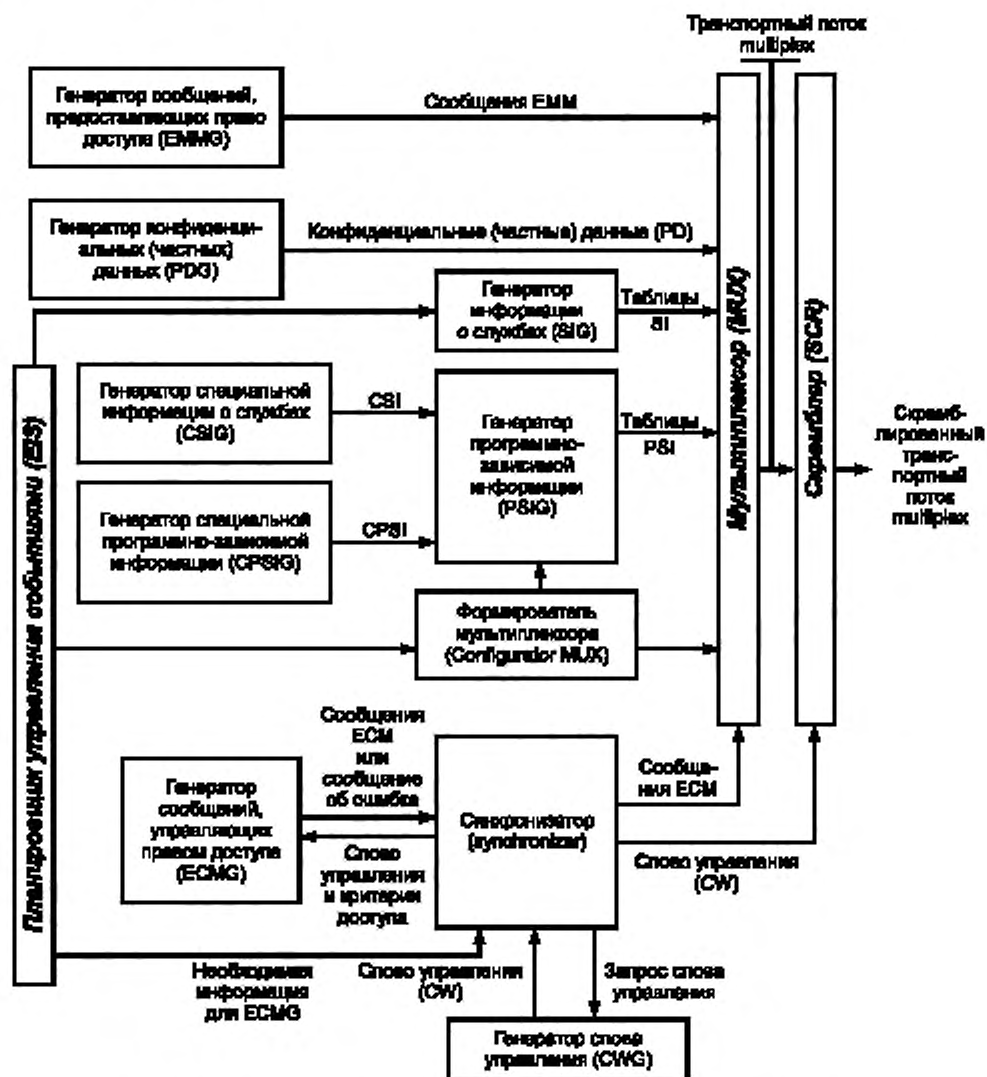 Транспортный поток
multiplex
Генератор сообщений,
предоставляющих право
доступа (EMMG)
Сообщения EMM
Генератор конфиденци-
альных (частных)
данных (PDG)
Конфиденциальные (частные) данные (PD)
Генератор
информации
о службах (SIG)
Таблицы
SI
Генератор специальной
информации о службах
(CSIG)
CSI
Генератор
программно-
зависимой
информации
(PSIG)
Таблицы
PSI
Генератор специальной
программно-зависимой
информации (CPSIG)
CPSI
Мультиплексор (MUX)
Скремблер (SCR)
Скремб-
лированный
транс-
портный
поток
multiplex
Формирователь
мультиплексора
(Configurador MUX)
Планировщик управления событиями (EIS)
Генератор
сообщений,
управляющих
правом доступа
(ECMG)
Сообщения
ECM
или
сообщение
об ошибке
Слово
управления
и критерии
доступа
Синхронизатор
(synchronizer)
Сообще-
ния ECM
Слово управления
(CW)
Необходимая
информация
для ECMG
Слово управления
(CW)
Запрос слова
управления
Генератор слова
управления (CWG)